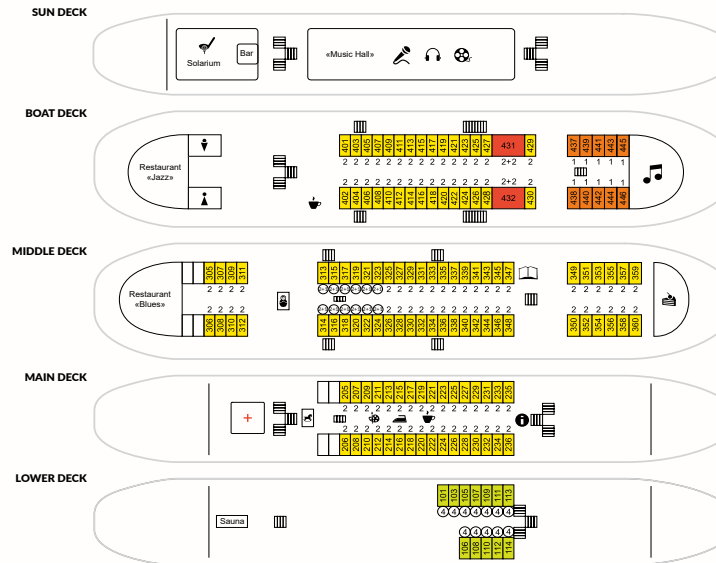 SUN DECK
Solarium
Bar
«Music Hall»
BOAT DECK
401 403 405 407 409 411 413 415 417 419 421 423 425 427 431 429
437 439 441 443 445
2 2 2 2 2 2 2 2 2 2 2 2 2 2 2+2 2
1 1 1 1 1
Restaurant
«Jazz»
2 2 2 2 2 2 2 2 2 2 2 2 2 2 2+2 2
1 1 1 1 1
402 404 406 408 410 412 414 416 418 420 422 424 426 428 432 430
438 440 442 444 446
MIDDLE DECK
305 307 309 311
313 315 317 319 321 323 325 327 329 331 333 335 337 339 341 343 345 347
349 351 353 355 357 359
2 2 2 2
2 2 2 2 2 2 2 2 2 2 2 2
2 2 2 2 2 2
Restaurant
«Blues»
2 2 2 2
2 2 2 2 2 2 2 2 2 2 2 2
2 2 2 2 2 2
306 308 310 312
314 316 318 320 322 324 326 328 330 332 334 336 338 340 342 344 346 348
350 352 354 356 358 360
MAIN DECK
205 207 209 211 213 215 217 219 221 223 225 227 229 231 233 235
2 2 2 2 2 2 2 2 2 2 2 2 2 2 2 2
2 2 2 2 2 2 2 2 2 2 2 2 2 2 2 2
206 208 210 212 214 216 218 220 222 224 226 228 230 232 234 236
LOWER DECK
101 103 105 107 109 111 113
4 4 4 4 4 4 4
Sauna
4 4 4 4 4
106 108 110 112 114